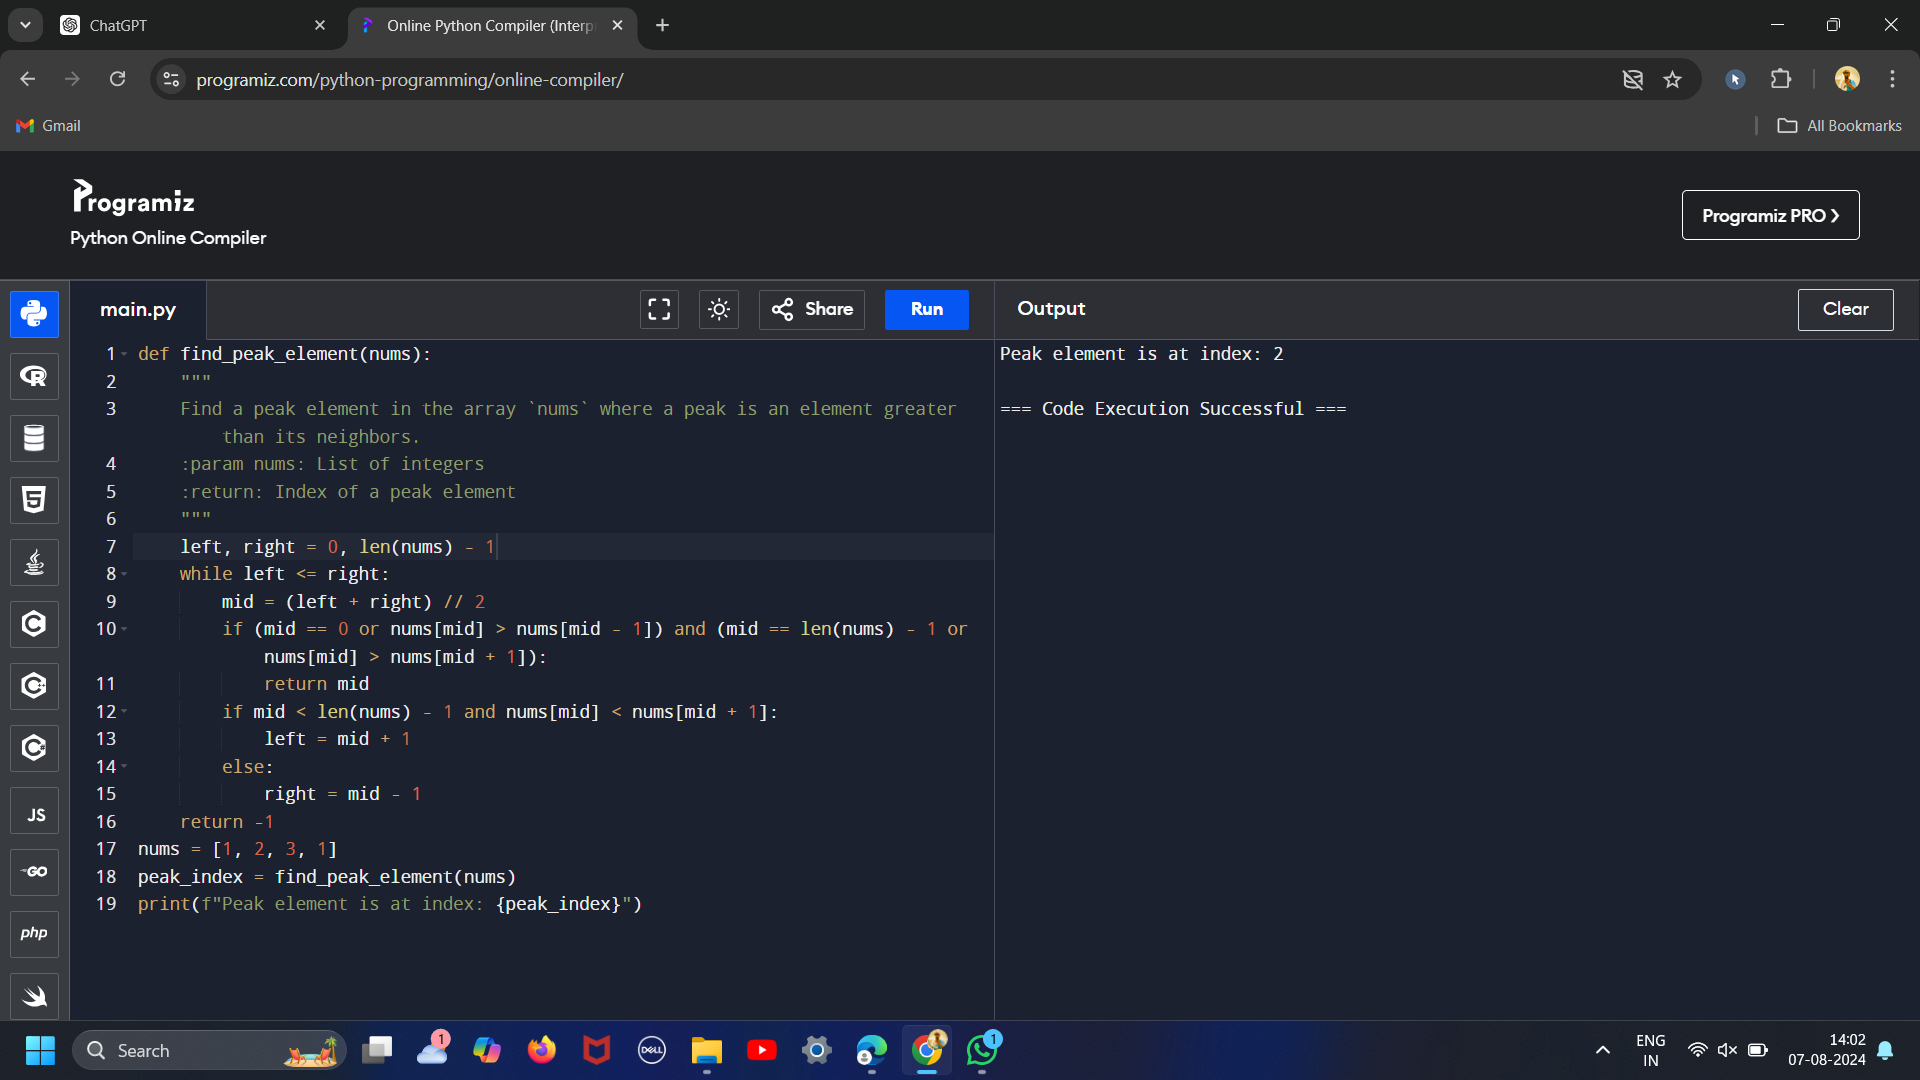 ChatGPT
Online Python Compiler (Interp
programiz.com/python-programming/online-compiler/
Gmail
All Bookmarks
Programiz
Python Online Compiler
Programiz PRO ❯
main.py
Share
Run
Output
Clear
1 def find_peak_element(nums):
2     """
3     Find a peak element in the array `nums` where a peak is an element greater
        than its neighbors.
4     :param nums: List of integers
5     :return: Index of a peak element
6     """
7     left, right = 0, len(nums) - 1
8     while left <= right:
9         mid = (left + right) // 2
10         if (mid == 0 or nums[mid] > nums[mid - 1]) and (mid == len(nums) - 1 or
            nums[mid] > nums[mid + 1]):
11             return mid
12         if mid < len(nums) - 1 and nums[mid] < nums[mid + 1]:
13             left = mid + 1
14         else:
15             right = mid - 1
16     return -1
17 nums = [1, 2, 3, 1]
18 peak_index = find_peak_element(nums)
19 print(f"Peak element is at index: {peak_index}")
Peak element is at index: 2
=== Code Execution Successful ===
R
5
C
C
C
JS
GO
php
Search
1
DELL
1
ENG
IN
14:02
07-08-2024